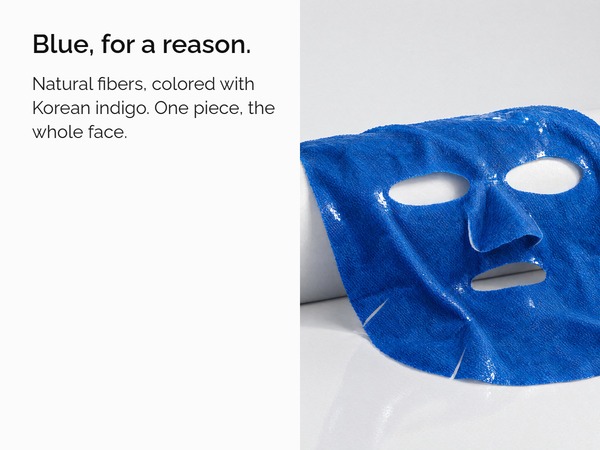 Blue, for a reason.
Natural fibers, colored with
Korean indigo. One piece, the
whole face.